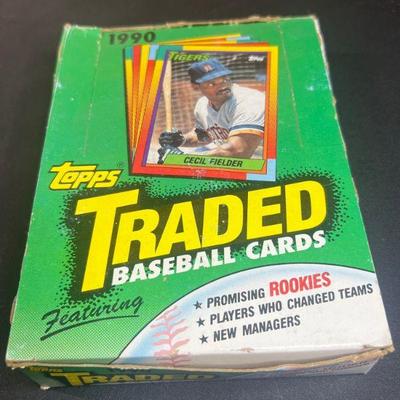 1990
TIGERS
Topps
CECIL FIELDER
Topps®
TRADED
BASEBALL CARDS
Featuring
★ PROMISING ROOKIES
★ PLAYERS WHO CHANGED TEAMS
★ NEW MANAGERS